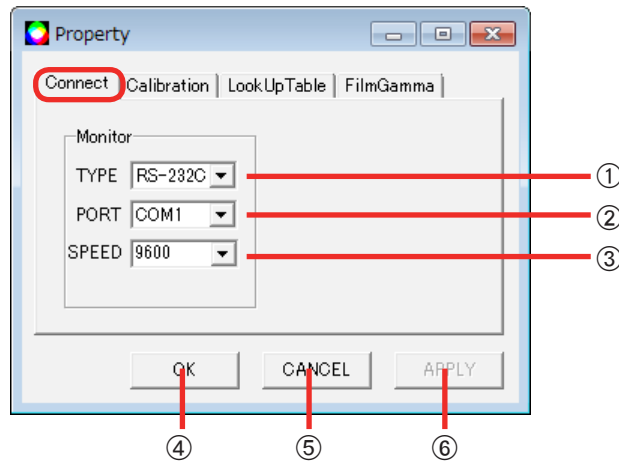 Property
Connect Calibration LookUpTable FilmGamma
Monitor
TYPE RS-232C ①
PORT COM1 ②
SPEED 9600 ③
OK CANCEL APPLY
④ ⑤ ⑥